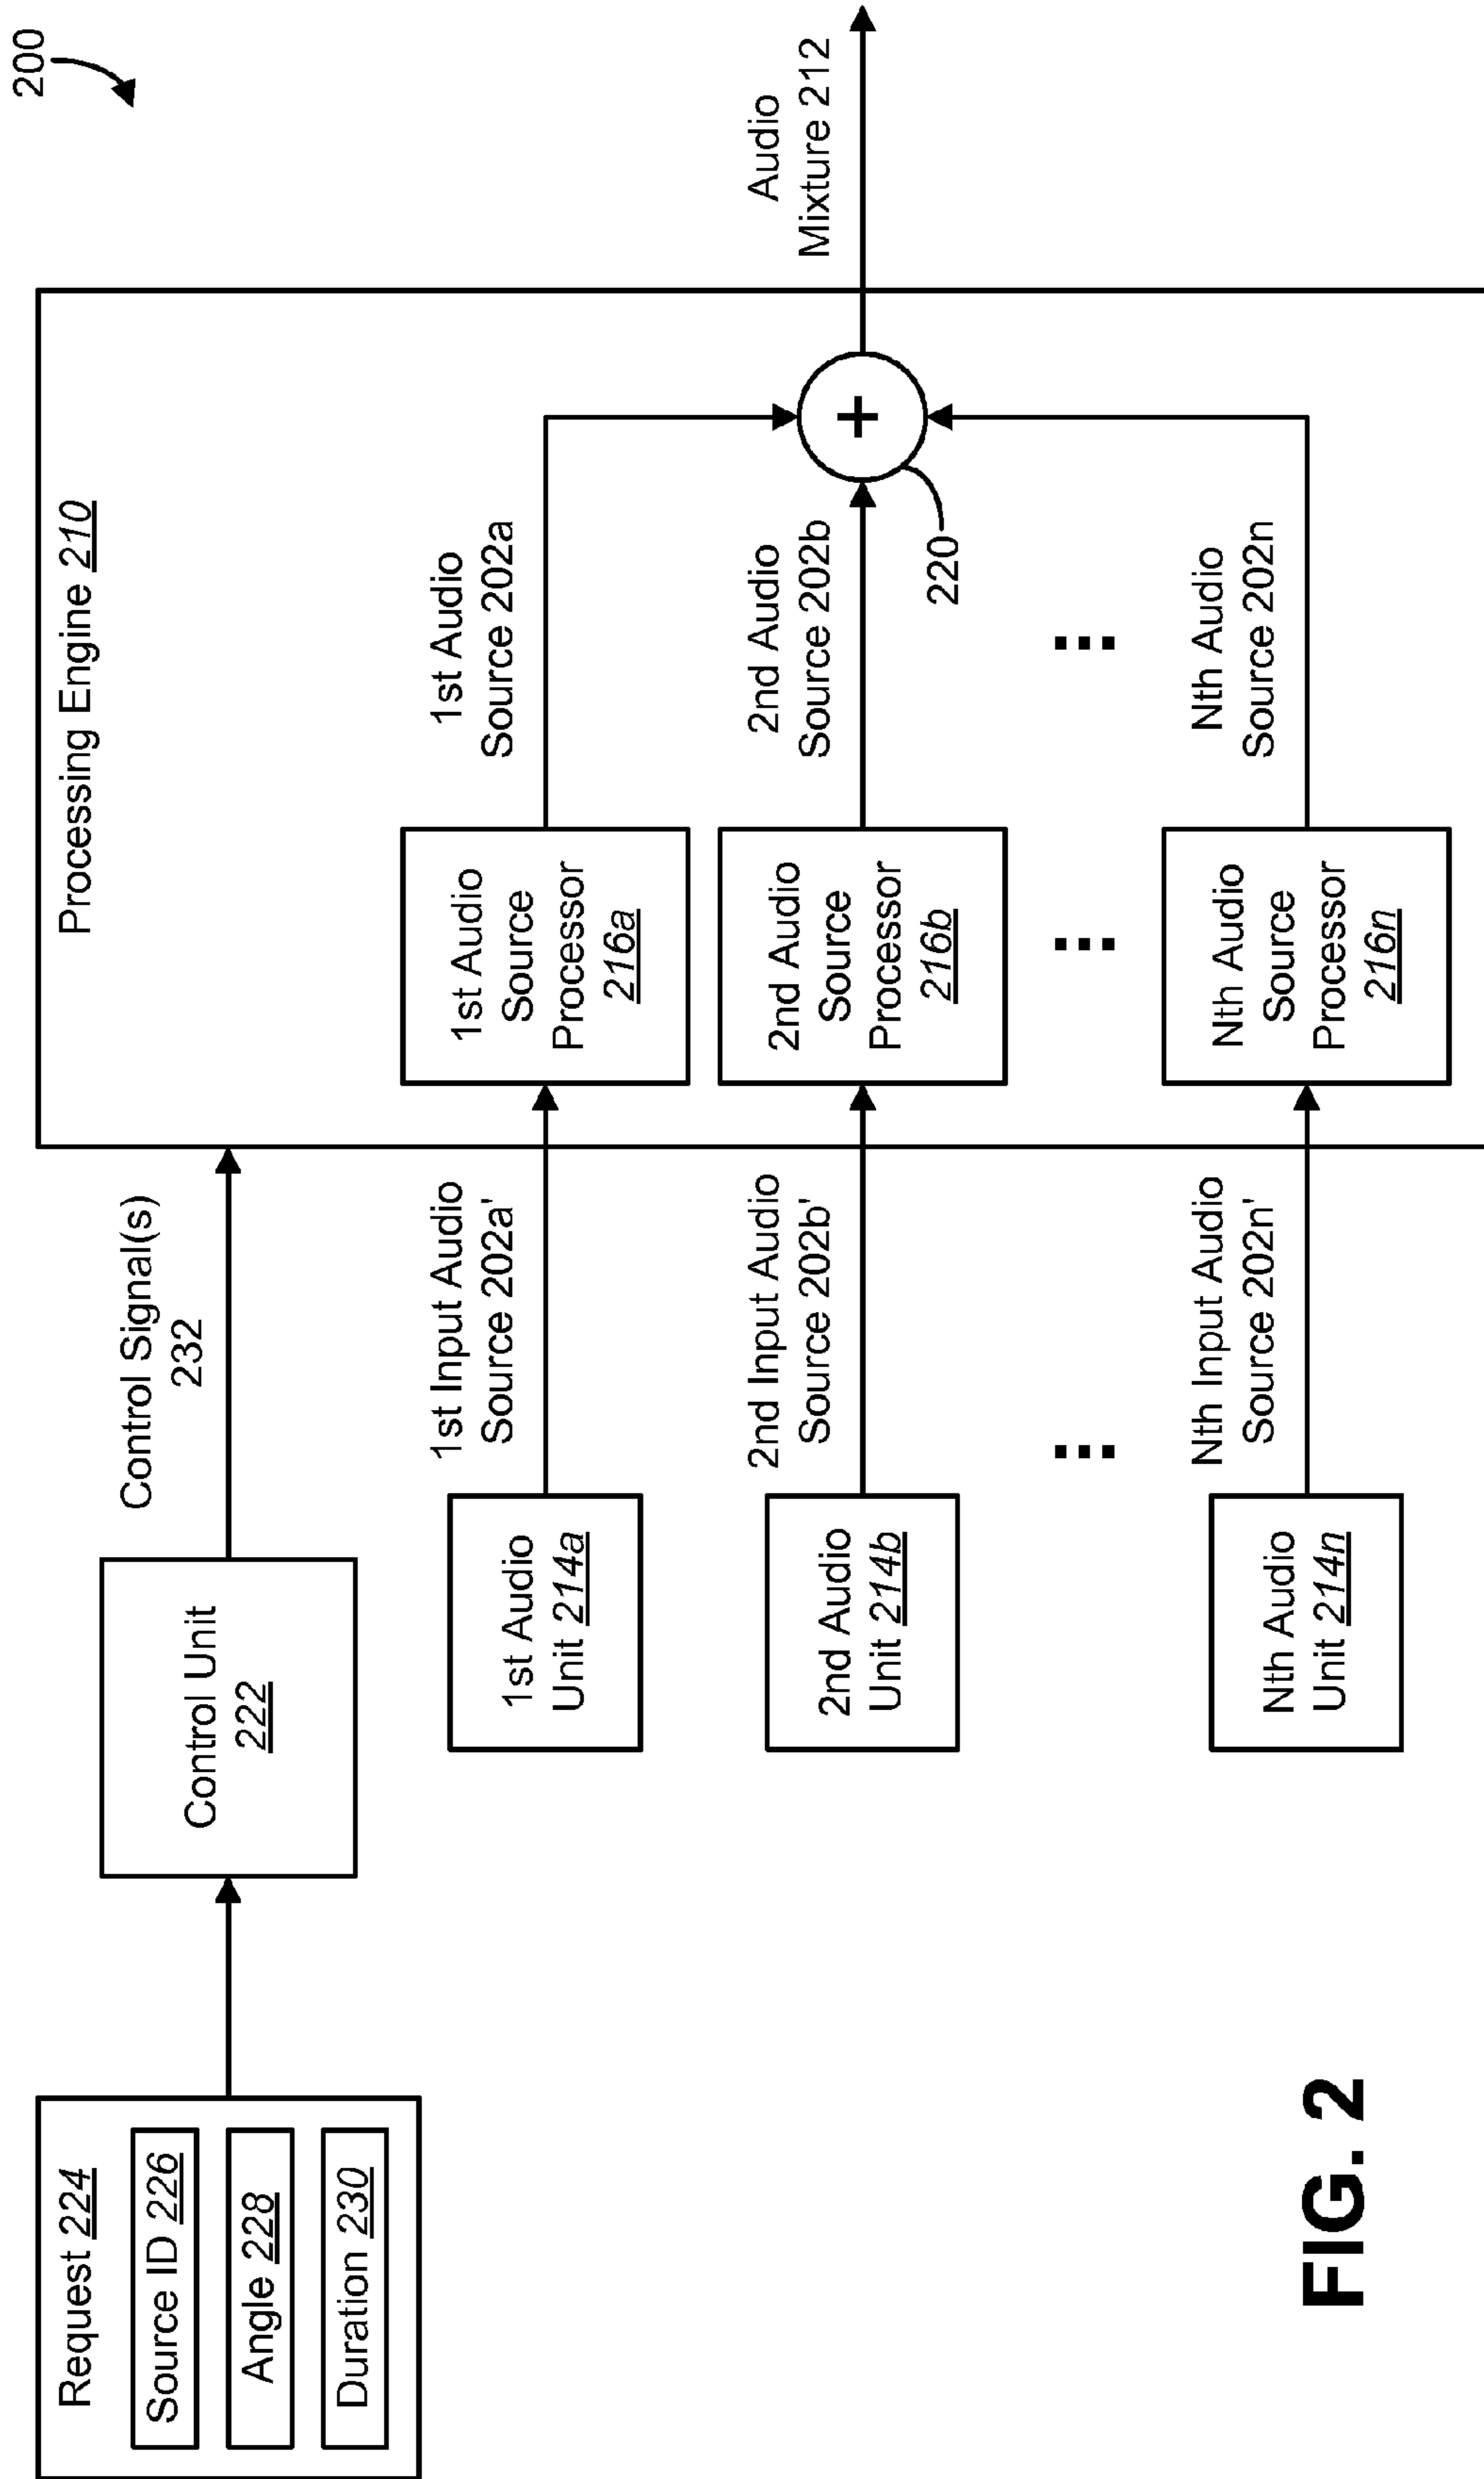 200
Request 224
Source ID 226
Angle 228
Duration 230
Control Unit
222
Control Signal(s)
232
Processing Engine 210
1st Audio
Unit 214a
1st Input Audio
Source 202a'
1st Audio
Source
Processor
216a
1st Audio
Source 202a
2nd Audio
Unit 214b
2nd Input Audio
Source 202b'
2nd Audio
Source
Processor
216b
2nd Audio
Source 202b
+
220
Audio
Mixture 212
Nth Audio
Unit 214n
Nth Input Audio
Source 202n'
Nth Audio
Source
Processor
216n
Nth Audio
Source 202n
FIG. 2